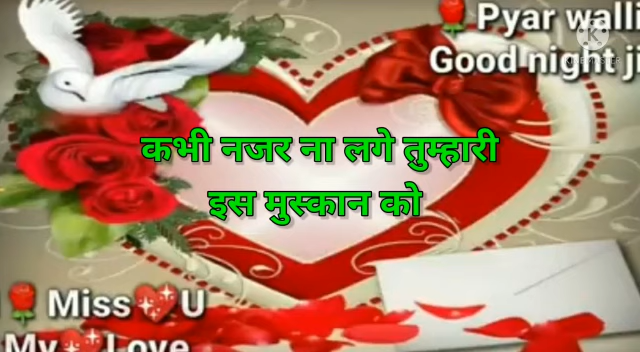 🌹Pyar walli
Good night ji
कभी नजर ना लगे तुम्हारी
इस मुस्कान को
🌹Miss💖U
My💖Love